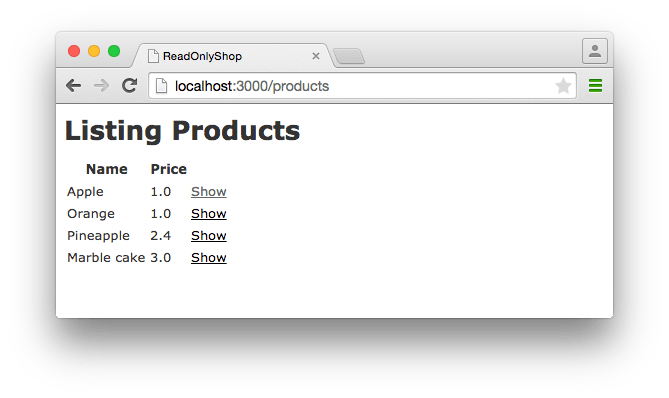 ReadOnlyShop
localhost:3000/products
Listing Products
Name Price
Apple 1.0 Show
Orange 1.0 Show
Pineapple 2.4 Show
Marble cake 3.0 Show